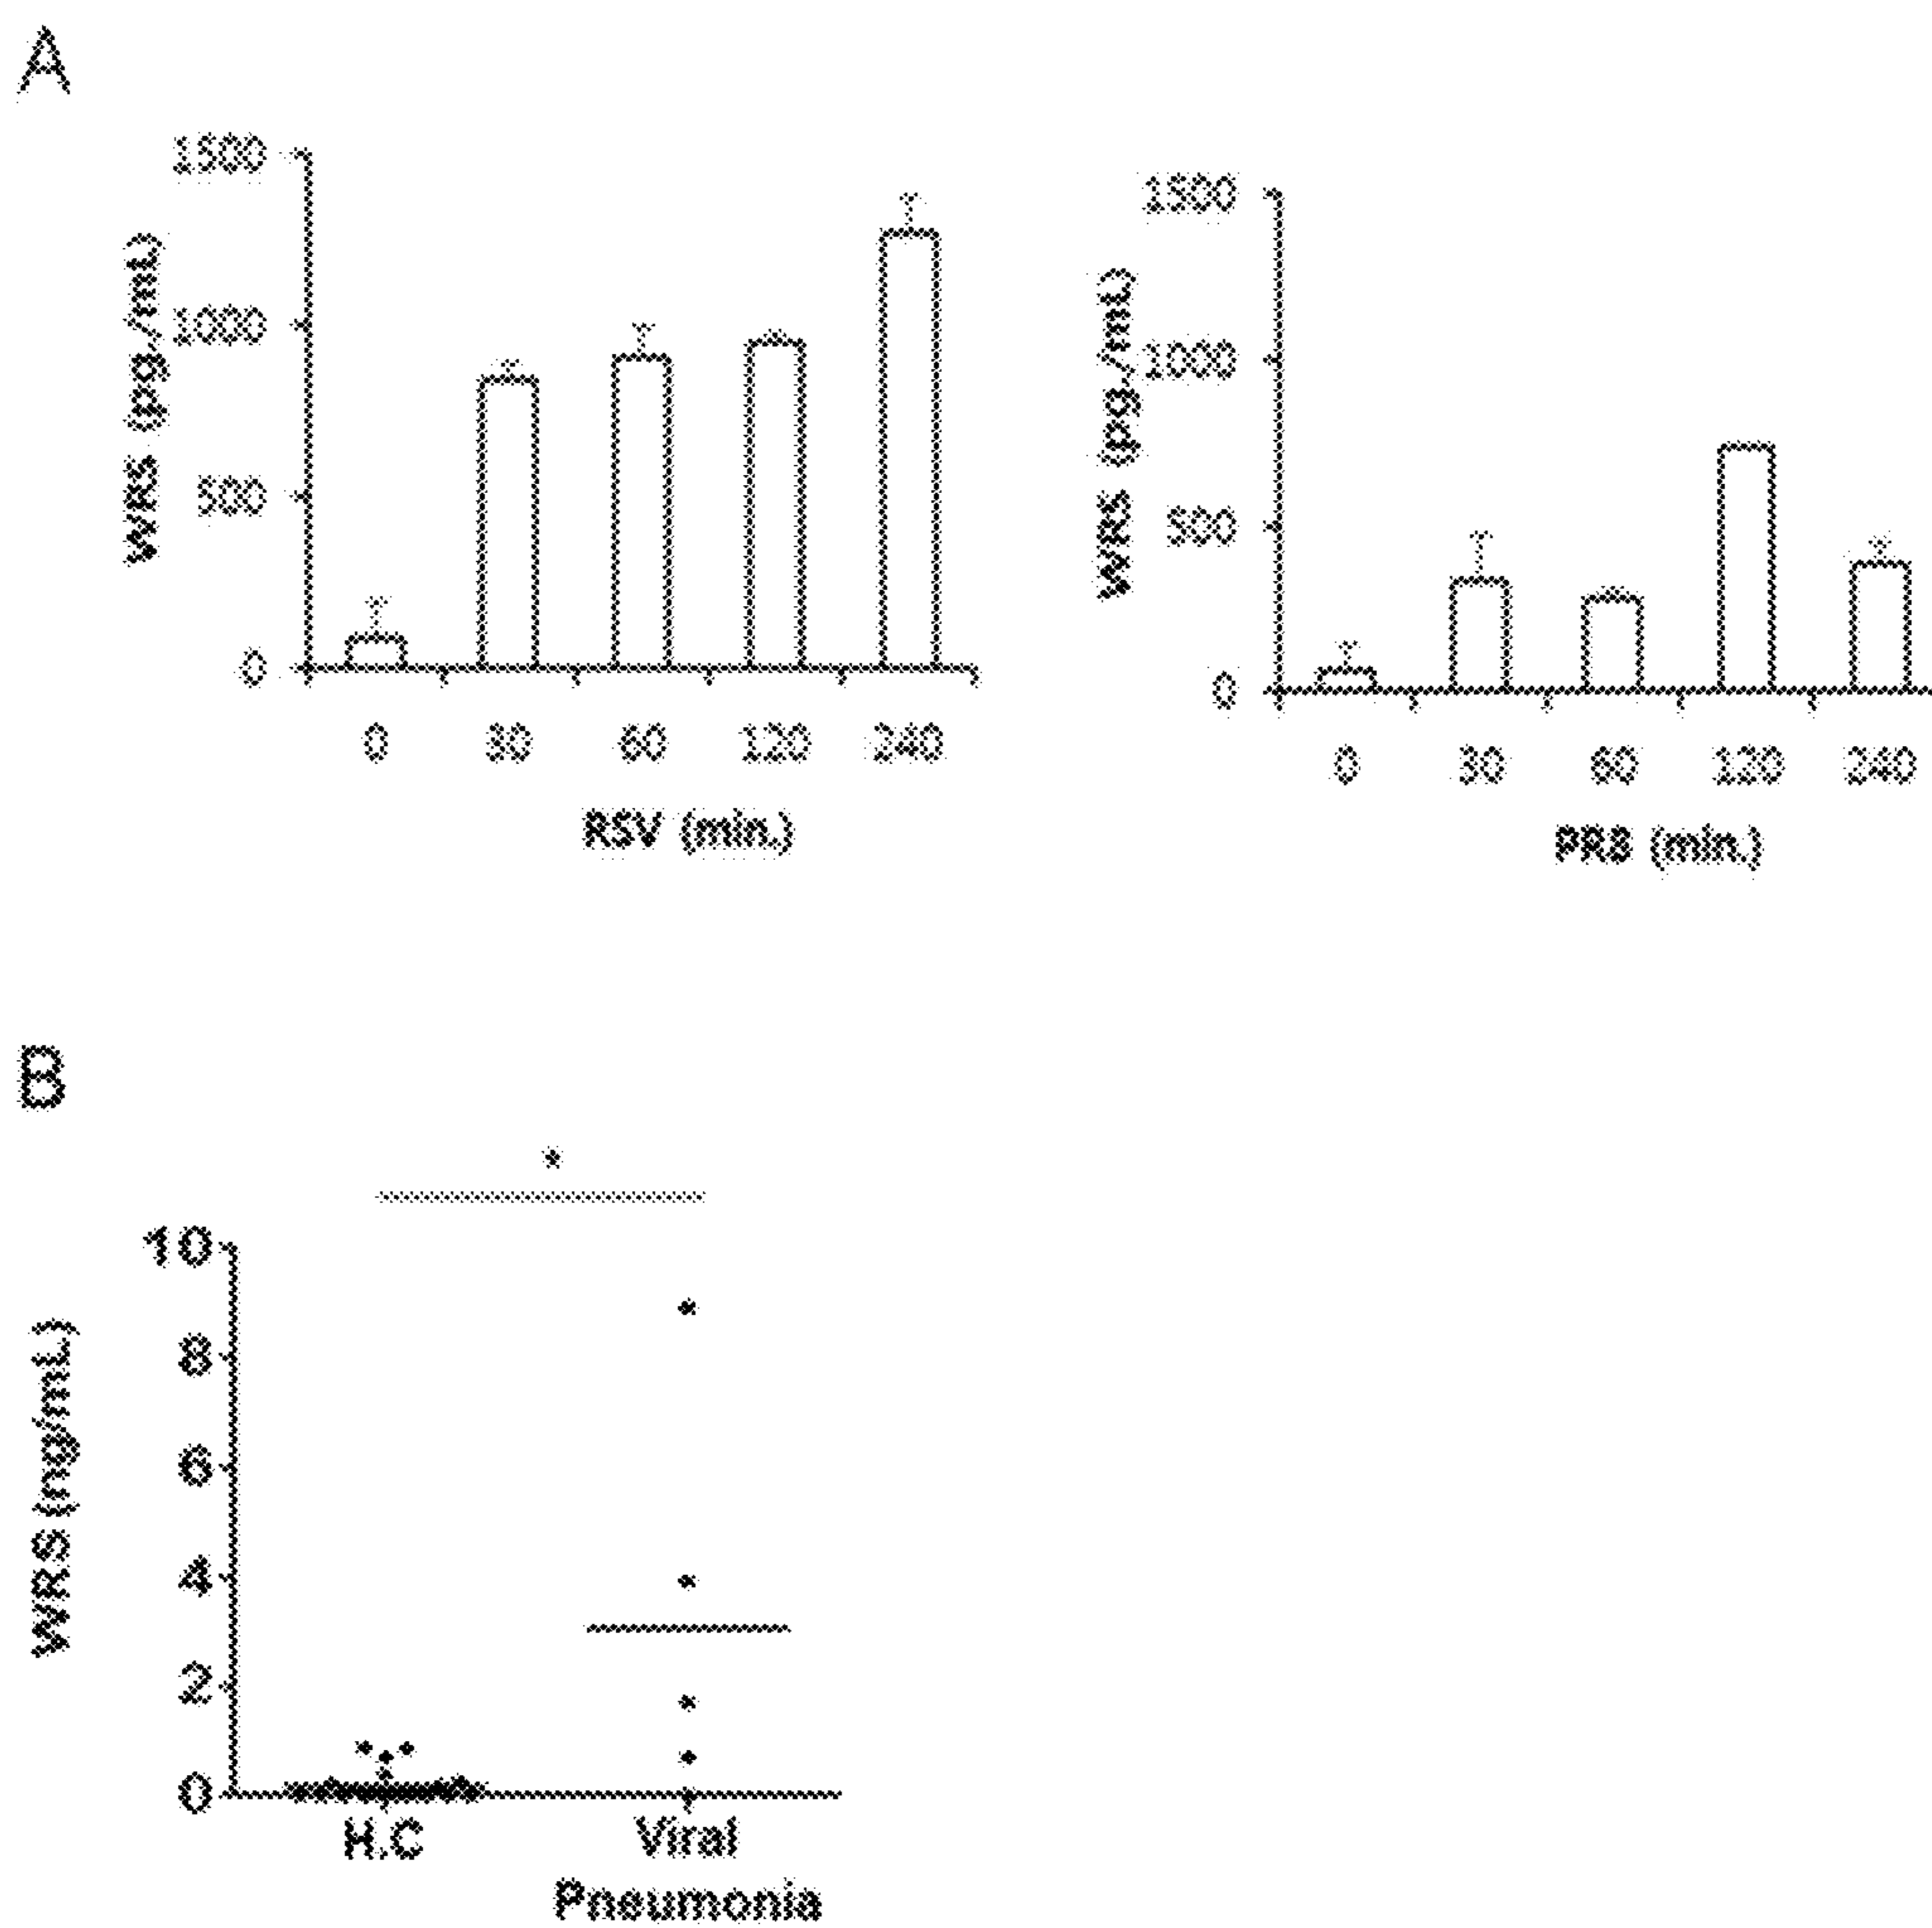 A
WRS (pg/mL)
1500
1000
500
0
0 30 60 120 240
RSV (min.)
WRS (pg/mL)
1500
1000
500
0
0 30 60 120 240
PR8 (min.)
B
*
WRS (ng/mL)
10
8
6
4
2
0
H.C
Viral
Pneumonia